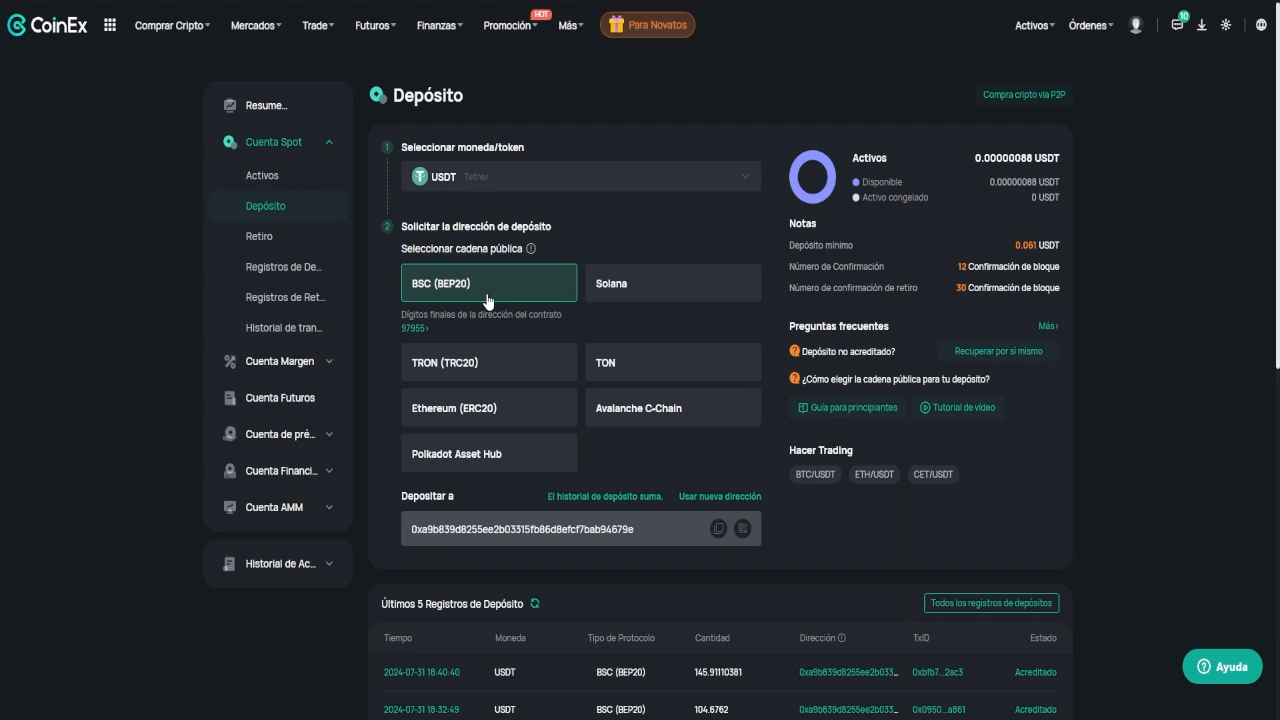 CoinEx
Comprar Cripto
Mercados
Trade
Futuros
Finanzas
Promoción
HOT
Más
Para Novatos
Activos
Órdenes
10
Resume...
Cuenta Spot
Activos
Depósito
Retiro
Registros de De...
Registros de Ret...
Historial de tran...
Cuenta Margen
Cuenta Futuros
Cuenta de pré...
Cuenta Financi...
Cuenta AMM
Historial de Ac...
Depósito
Compra cripto vía P2P
1 Seleccionar moneda/token
USDT Tether
2 Solicitar la dirección de depósito
Seleccionar cadena pública
BSC (BEP20)
Solana
Dígitos finales de la dirección del contrato
97955 ›
TRON (TRC20)
TON
Ethereum (ERC20)
Avalanche C-Chain
Polkadot Asset Hub
Depositar a
El historial de depósito suma.
Usar nueva dirección
0xa9b839d8255ee2b03315fb86d8efcf7bab94679e
Activos 0.00000088 USDT
Disponible 0.00000088 USDT
Activo congelado 0 USDT
Notas
Depósito mínimo 0.061 USDT
Número de Confirmación 12 Confirmación de bloque
Número de confirmación de retiro 30 Confirmación de bloque
Preguntas frecuentes Más ›
Depósito no acreditado? Recuperar por sí mismo
¿Cómo elegir la cadena pública para tu depósito?
Guía para principiantes
Tutorial de vídeo
Hacer Trading
BTC/USDT
ETH/USDT
CET/USDT
Últimos 5 Registros de Depósito
Todos los registros de depósitos
Tiempo Moneda Tipo de Protocolo Cantidad Dirección TxID Estado
2024-07-31 18:40:40 USDT BSC (BEP20) 145.91110381 0xa9b839d8255ee2b033... 0xbfb7...2ac3 Acreditado
2024-07-31 18:32:49 USDT BSC (BEP20) 104.6762 0xa9b839d8255ee2b033... 0x0950...a861 Acreditado
Ayuda